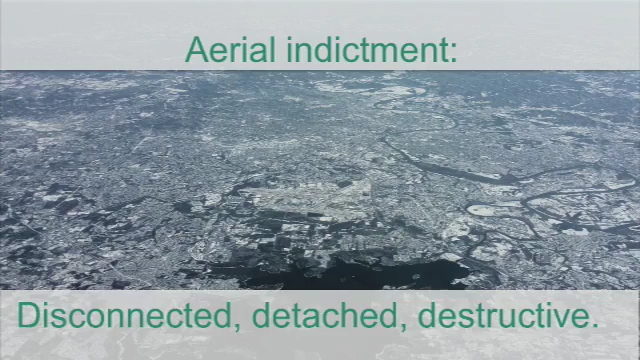 Aerial indictment:
Disconnected, detached, destructive.